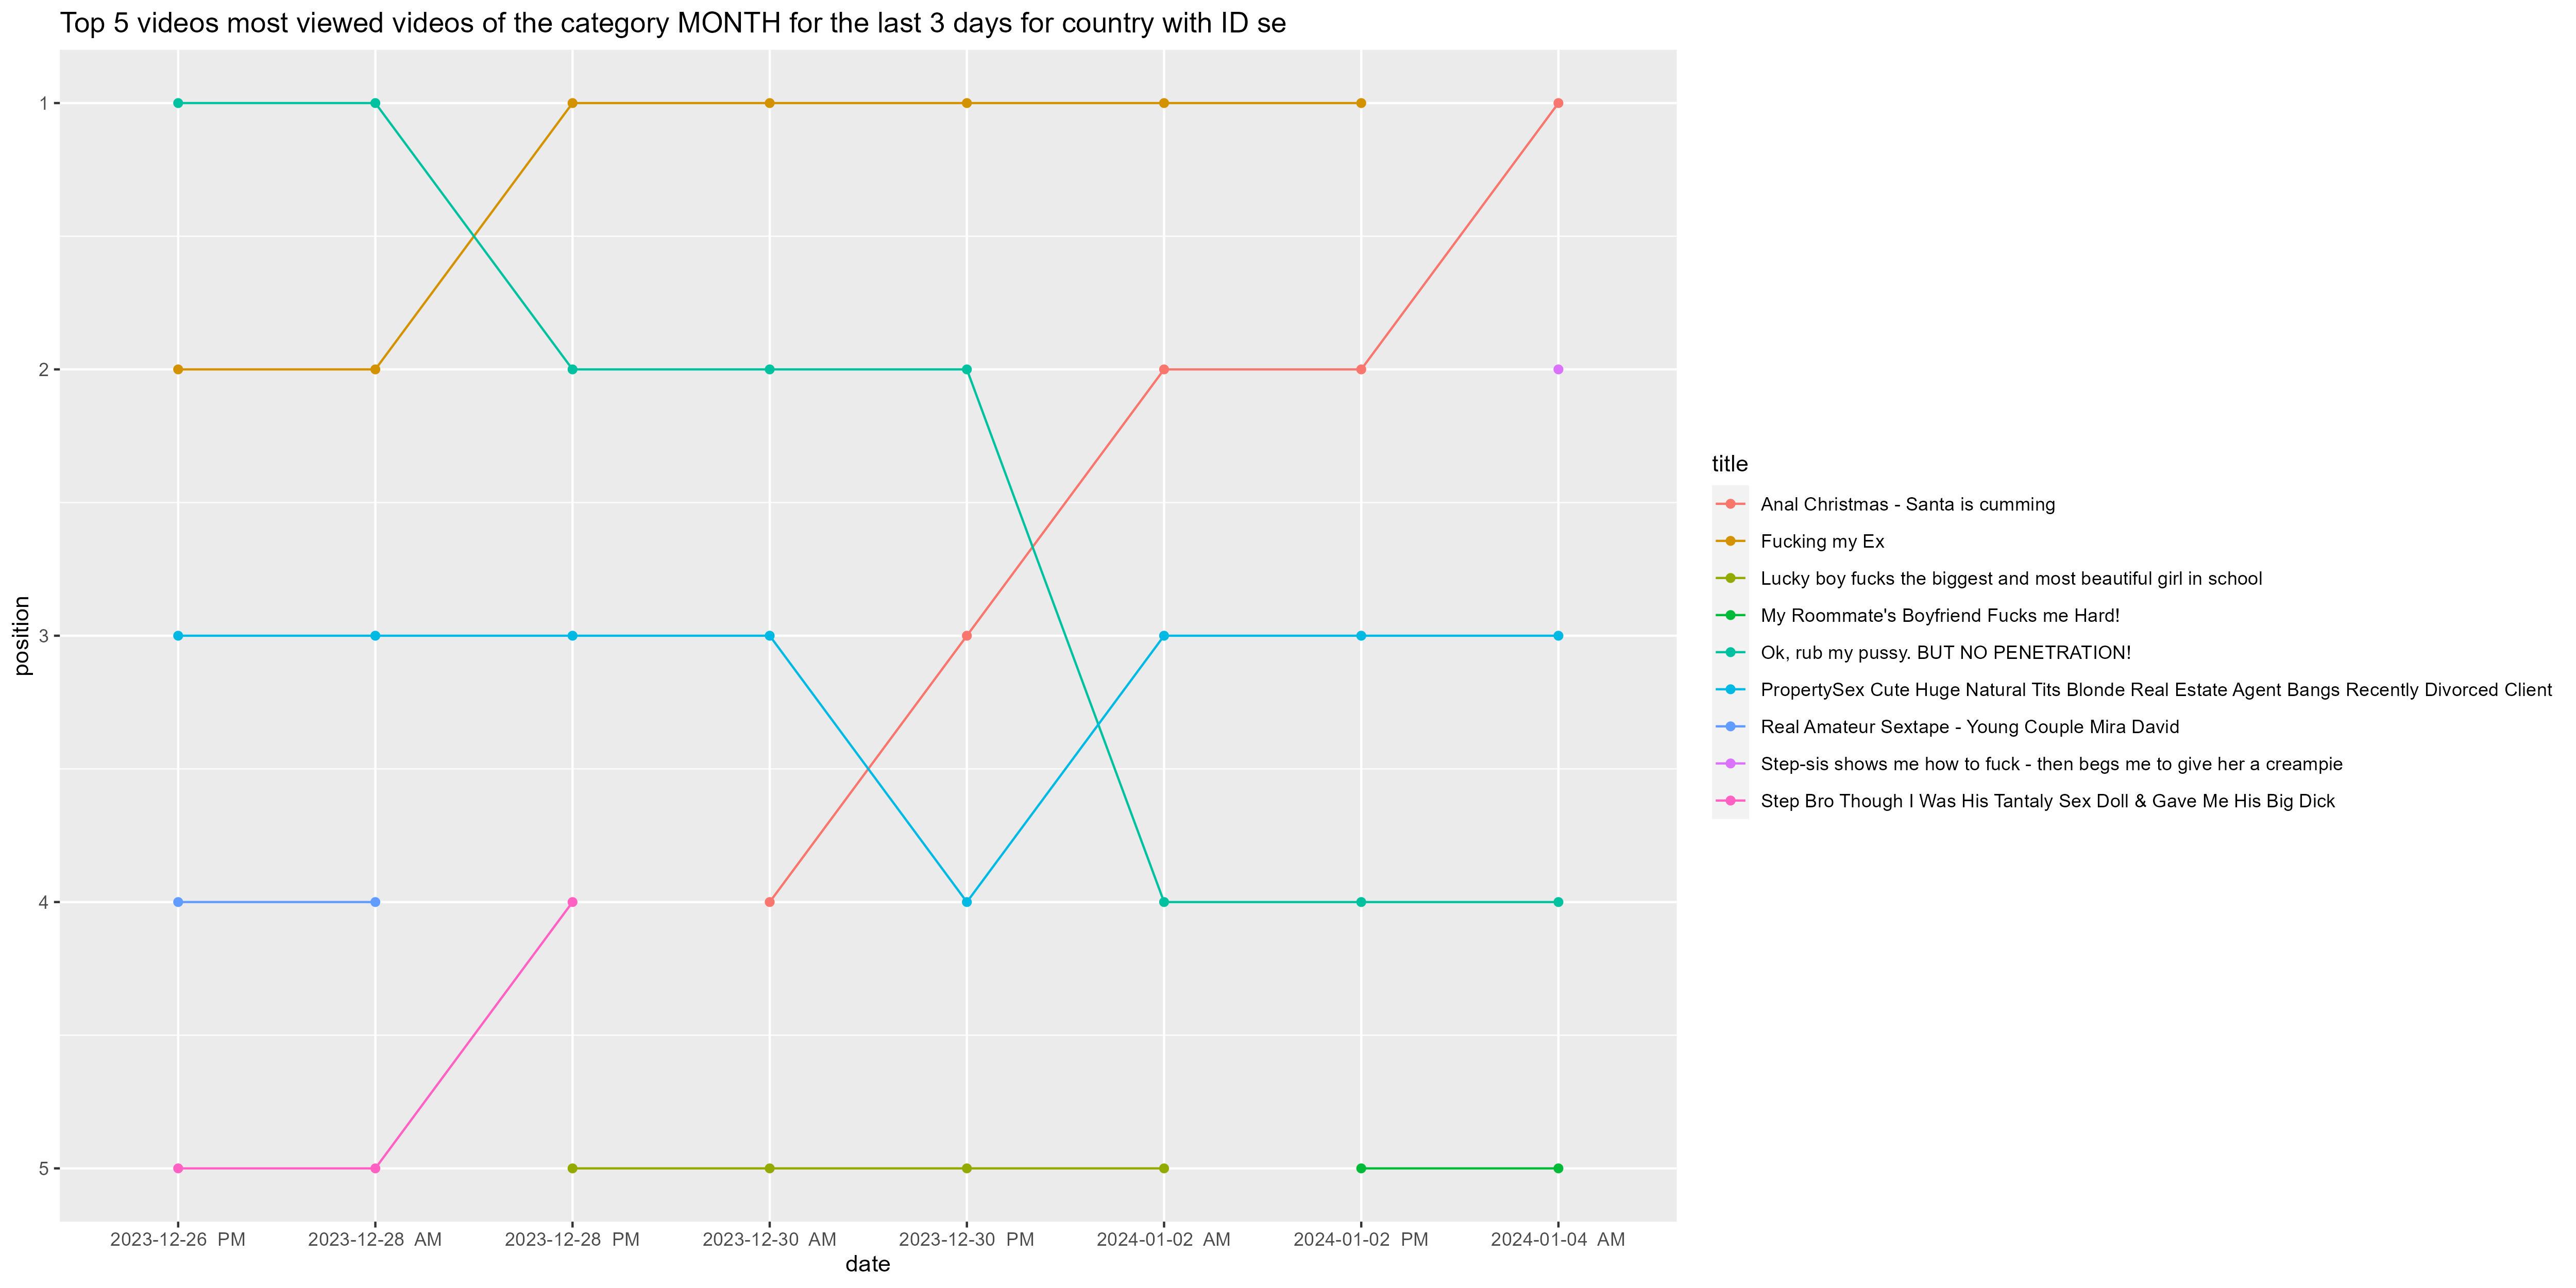 Top 5 videos most viewed videos of the category MONTH for the last 3 days for country with ID se
position
1
2
3
4
5
2023-12-26 PM
2023-12-28 AM
2023-12-28 PM
2023-12-30 AM
2023-12-30 PM
2024-01-02 AM
2024-01-02 PM
2024-01-04 AM
date
title
Anal Christmas - Santa is cumming
Fucking my Ex
Lucky boy fucks the biggest and most beautiful girl in school
My Roommate's Boyfriend Fucks me Hard!
Ok, rub my pussy. BUT NO PENETRATION!
PropertySex Cute Huge Natural Tits Blonde Real Estate Agent Bangs Recently Divorced Client
Real Amateur Sextape - Young Couple Mira David
Step-sis shows me how to fuck - then begs me to give her a creampie
Step Bro Though I Was His Tantaly Sex Doll & Gave Me His Big Dick